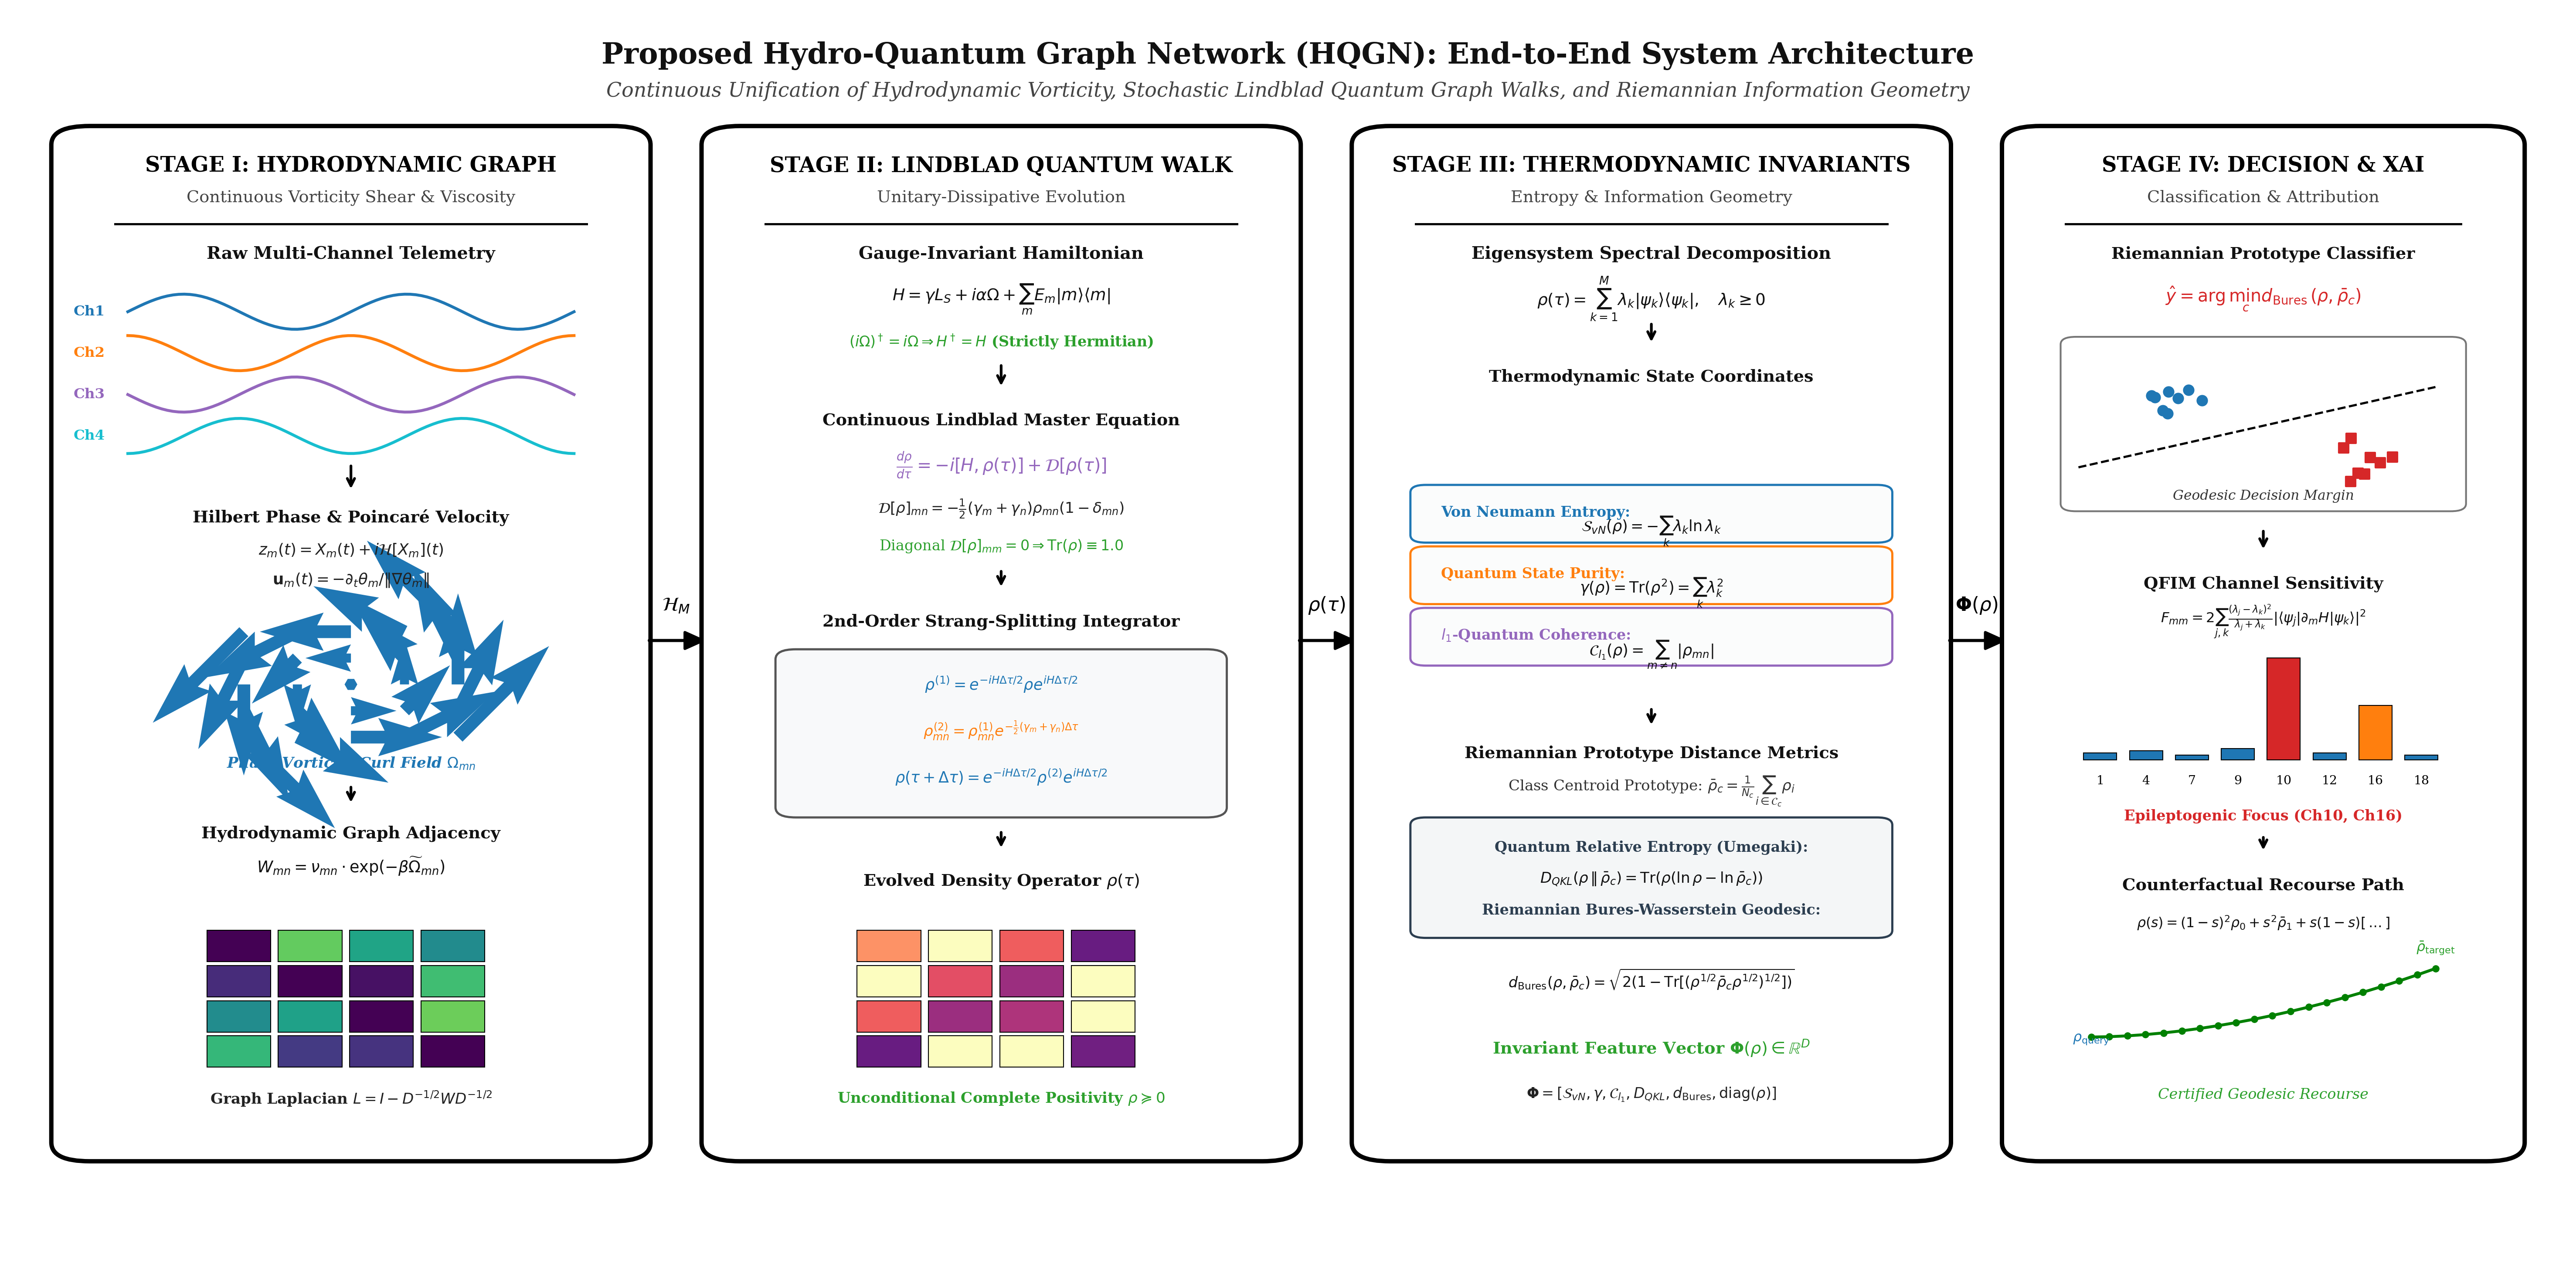 Proposed Hydro-Quantum Graph Network (HQGN): End-to-End System Architecture
Continuous Unification of Hydrodynamic Vorticity, Stochastic Lindblad Quantum Graph Walks, and Riemannian Information Geometry
STAGE I: HYDRODYNAMIC GRAPH
Continuous Vorticity Shear & Viscosity
Raw Multi-Channel Telemetry
Ch1
Ch2
Ch3
Ch4
Hilbert Phase & Poincaré Velocity
z_m(t) = X_m(t) + iℋ[X_m](t)
𝐮_m(t) = −∂_tθ_m/‖∇θ_m‖
Vorticity Curl Field Ω_mn
Hydrodynamic Graph Adjacency
W_mn = ν_mn · exp(−βΩ̃_mn)
Graph Laplacian L = I − D^{−1/2}WD^{−1/2}
ℋ_M
STAGE II: LINDBLAD QUANTUM WALK
Unitary-Dissipative Evolution
Gauge-Invariant Hamiltonian
H = γL_S + iαΩ + ∑_m E_m|m⟩⟨m|
(iΩ)^† = iΩ ⇒ H^† = H (Strictly Hermitian)
Continuous Lindblad Master Equation
dρ/dτ = −i[H, ρ(τ)] + 𝒟[ρ(τ)]
𝒟[ρ]_mn = −½(γ_m + γ_n)ρ_mn(1 − δ_mn)
Diagonal 𝒟[ρ]_mm = 0 ⇒ Tr(ρ) ≡ 1.0
2nd-Order Strang-Splitting Integrator
ρ^(1) = e^{−iHΔτ/2}ρe^{iHΔτ/2}
ρ_mn^(2) = ρ_mn^(1)e^{−½(γ_m+γ_n)Δτ}
ρ(τ + Δτ) = e^{−iHΔτ/2}ρ^(2)e^{iHΔτ/2}
Evolved Density Operator ρ(τ)
Unconditional Complete Positivity ρ ≽ 0
ρ(τ)
STAGE III: THERMODYNAMIC INVARIANTS
Entropy & Information Geometry
Eigensystem Spectral Decomposition
ρ(τ) = ∑_{k=1}^{M} λ_k|ψ_k⟩⟨ψ_k|, λ_k ≥ 0
Thermodynamic State Coordinates
Von Neumann Entropy:
𝒮_vN(ρ) = −∑_k λ_k ln λ_k
Quantum State Purity:
γ(ρ) = Tr(ρ²) = ∑_k λ_k²
l₁-Quantum Coherence:
𝒞_{l₁}(ρ) = ∑_{m≠n} |ρ_mn|
Riemannian Prototype Distance Metrics
Class Centroid Prototype: ρ̄_c = 1/N_c ∑_{i∈𝒞_c} ρ_i
Quantum Relative Entropy (Umegaki):
D_QKL(ρ ‖ ρ̄_c) = Tr(ρ(ln ρ − ln ρ̄_c))
Riemannian Bures-Wasserstein Geodesic:
d_Bures(ρ, ρ̄_c) = √(2(1 − Tr[(ρ^{1/2}ρ̄_cρ^{1/2})^{1/2}]))
Invariant Feature Vector 𝚽(ρ) ∈ ℝ^D
𝚽 = [𝒮_vN, γ, 𝒞_{l₁}, D_QKL, d_Bures, diag(ρ)]
𝚽(ρ)
STAGE IV: DECISION & XAI
Classification & Attribution
Riemannian Prototype Classifier
ŷ = arg min_c d_Bures (ρ, ρ̄_c)
Geodesic Decision Margin
QFIM Channel Sensitivity
F_mm = 2∑_{j,k} (λ_j−λ_k)²/(λ_j+λ_k) |⟨ψ_j|∂_mH|ψ_k⟩|²
1 4 7 9 10 12 16 18
Epileptogenic Focus (Ch10, Ch16)
Counterfactual Recourse Path
ρ(s) = (1 − s)²ρ₀ + s²ρ̄₁ + s(1 − s)[ … ]
ρ̄_target
ρ_query
Certified Geodesic Recourse